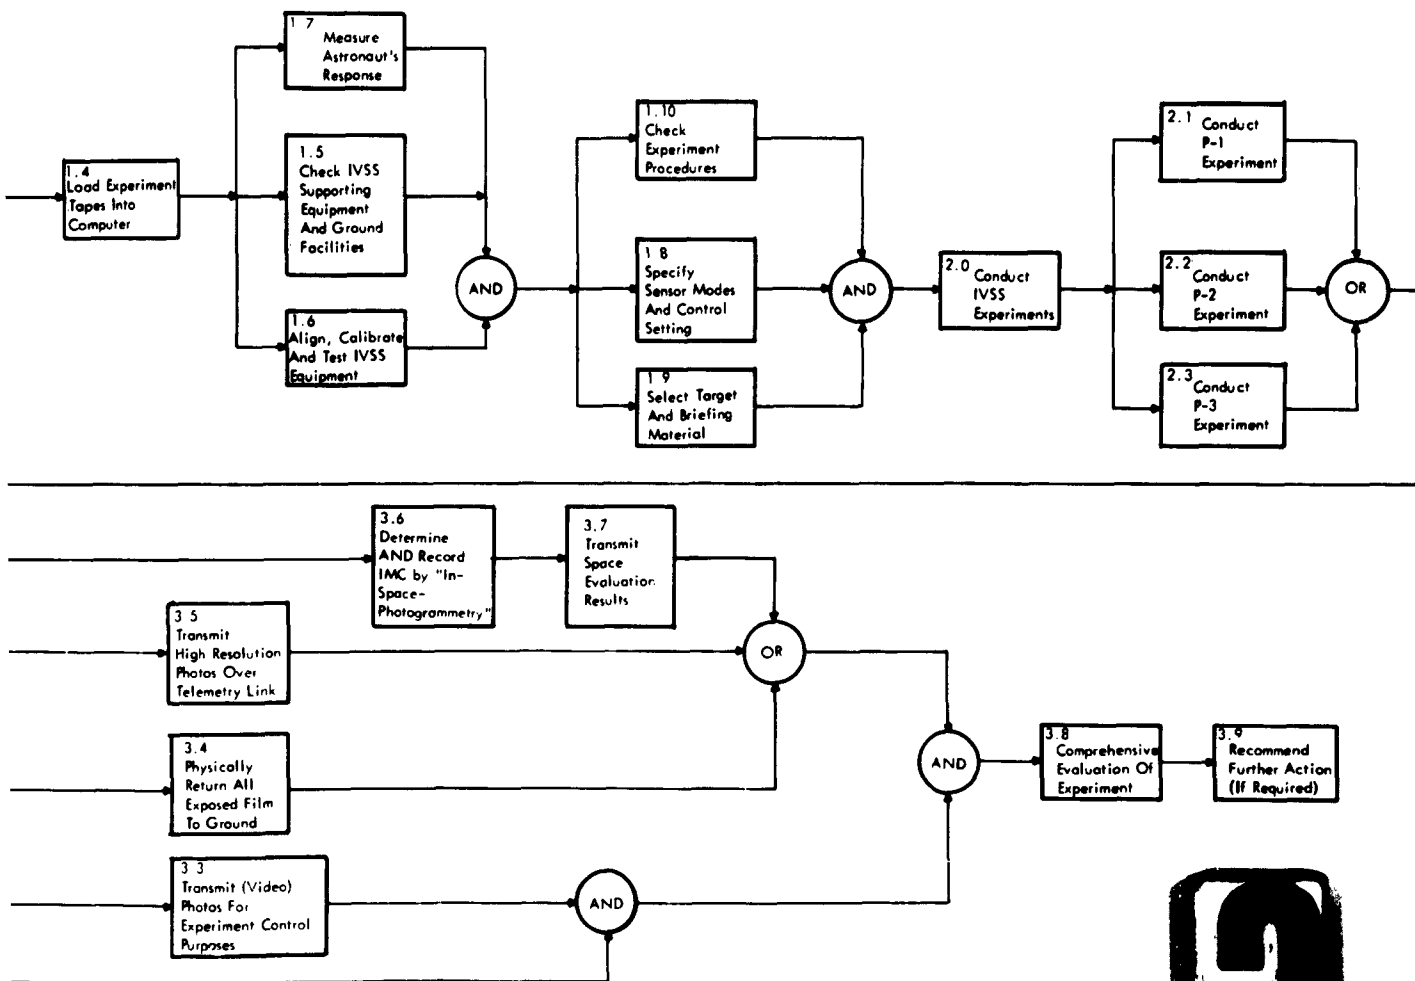 1.4
Load Experiment
Tapes Into
Computer
1 7
Measure
Astronaut's
Response
1.5
Check IVSS
Supporting
Equipment
And Ground
Facilities
1.6
Align, Calibrate
And Test IVSS
Equipment
AND
1.10
Check
Experiment
Procedures
1 8
Specify
Sensor Modes
And Control
Setting
1 9
Select Target
And Briefing
Material
AND
2.0
Conduct
IVSS
Experiments
2.1
Conduct
P-1
Experiment
2.2
Conduct
P-2
Experiment
2.3
Conduct
P-3
Experiment
OR
3.6
Determine
AND Record
IMC by "In-
Space-
Photogrammetry"
3.7
Transmit
Space
Evaluation
Results
3 5
Transmit
High Resolution
Photos Over
Telemetry Link
OR
3.4
Physically
Return All
Exposed Film
To Ground
AND
3.8
Comprehensive
Evaluation Of
Experiment
3.9
Recommend
Further Action
(If Required)
3 3
Transmit (Video)
Photos For
Experiment Control
Purposes
AND